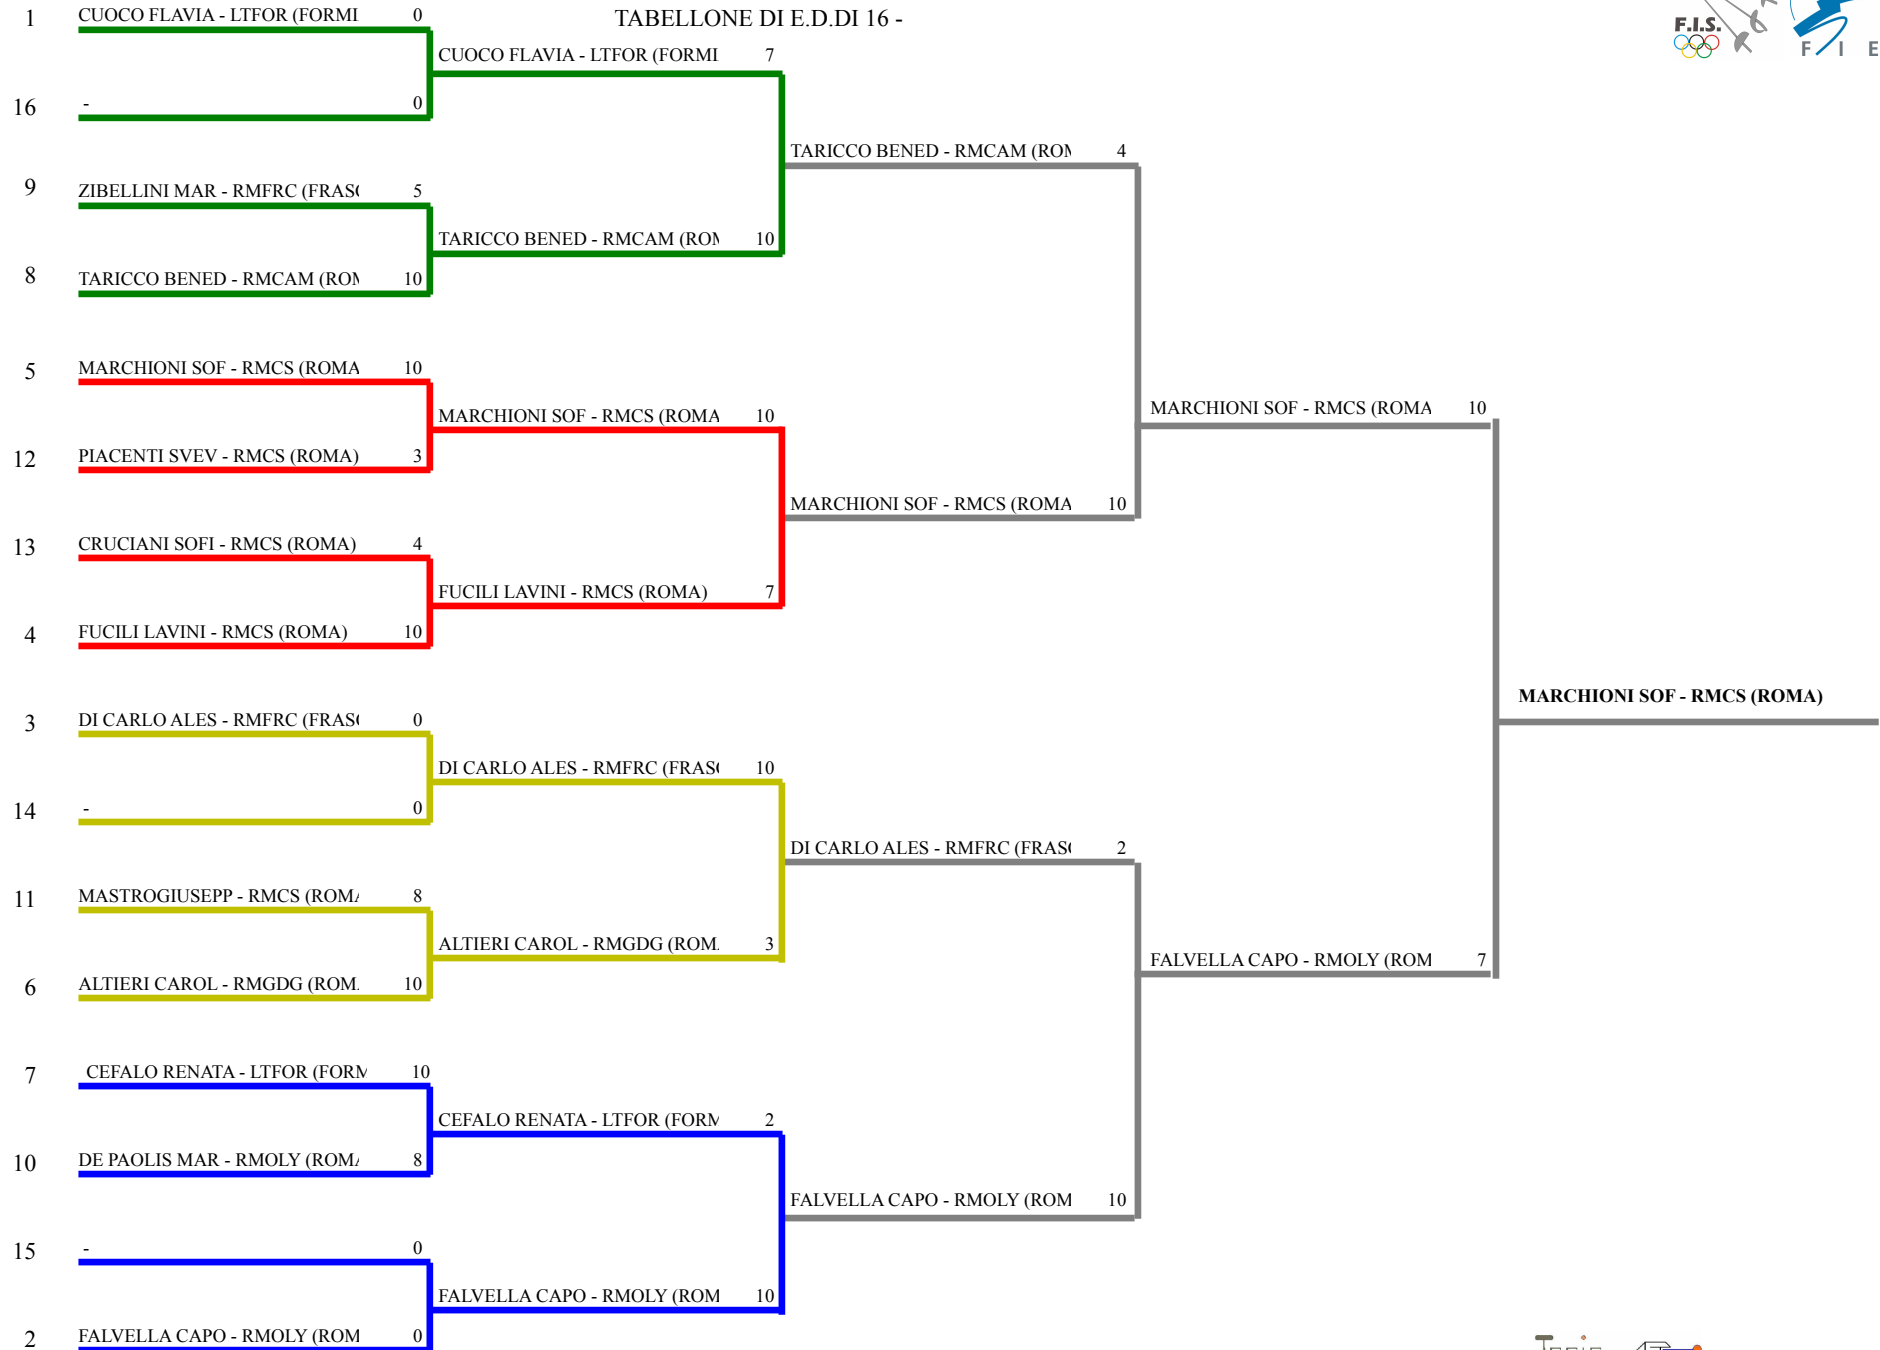 TABELLONE DI E.D.DI 16 -
F.I.S.
F I E
1 CUOCO FLAVIA - LTFOR (FORMI 0
CUOCO FLAVIA - LTFOR (FORMI 7
16 - 0
TARICCO BENED - RMCAM (ROM 4
9 ZIBELLINI MAR - RMFRC (FRASC 5
TARICCO BENED - RMCAM (ROM 10
8 TARICCO BENED - RMCAM (ROM 10
5 MARCHIONI SOF - RMCS (ROMA 10
MARCHIONI SOF - RMCS (ROMA 10
MARCHIONI SOF - RMCS (ROMA 10
12 PIACENTI SVEV - RMCS (ROMA) 3
MARCHIONI SOF - RMCS (ROMA 10
13 CRUCIANI SOFI - RMCS (ROMA) 4
FUCILI LAVINI - RMCS (ROMA) 7
4 FUCILI LAVINI - RMCS (ROMA) 10
MARCHIONI SOF - RMCS (ROMA)
3 DI CARLO ALES - RMFRC (FRASC 0
DI CARLO ALES - RMFRC (FRASC 10
14 - 0
DI CARLO ALES - RMFRC (FRASC 2
11 MASTROGIUSEPP - RMCS (ROMA 8
ALTIERI CAROL - RMGDG (ROM. 3
FALVELLA CAPO - RMOLY (ROM 7
6 ALTIERI CAROL - RMGDG (ROM. 10
7 CEFALO RENATA - LTFOR (FORM 10
CEFALO RENATA - LTFOR (FORM 2
10 DE PAOLIS MAR - RMOLY (ROMA 8
FALVELLA CAPO - RMOLY (ROM 10
15 - 0
FALVELLA CAPO - RMOLY (ROM 10
2 FALVELLA CAPO - RMOLY (ROM 0